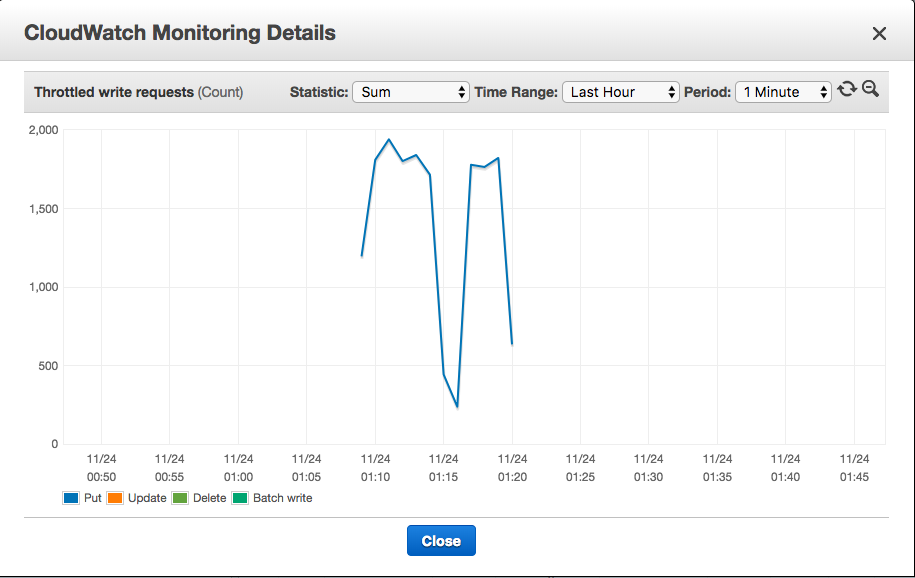 CloudWatch Monitoring Details
Throttled write requests (Count) Statistic: Sum Time Range: Last Hour Period: 1 Minute
2,000
1,500
1,000
500
0
11/24 11/24 11/24 11/24 11/24 11/24 11/24 11/24 11/24 11/24 11/24 11/24
00:50 00:55 01:00 01:05 01:10 01:15 01:20 01:25 01:30 01:35 01:40 01:45
Put Update Delete Batch write
Close